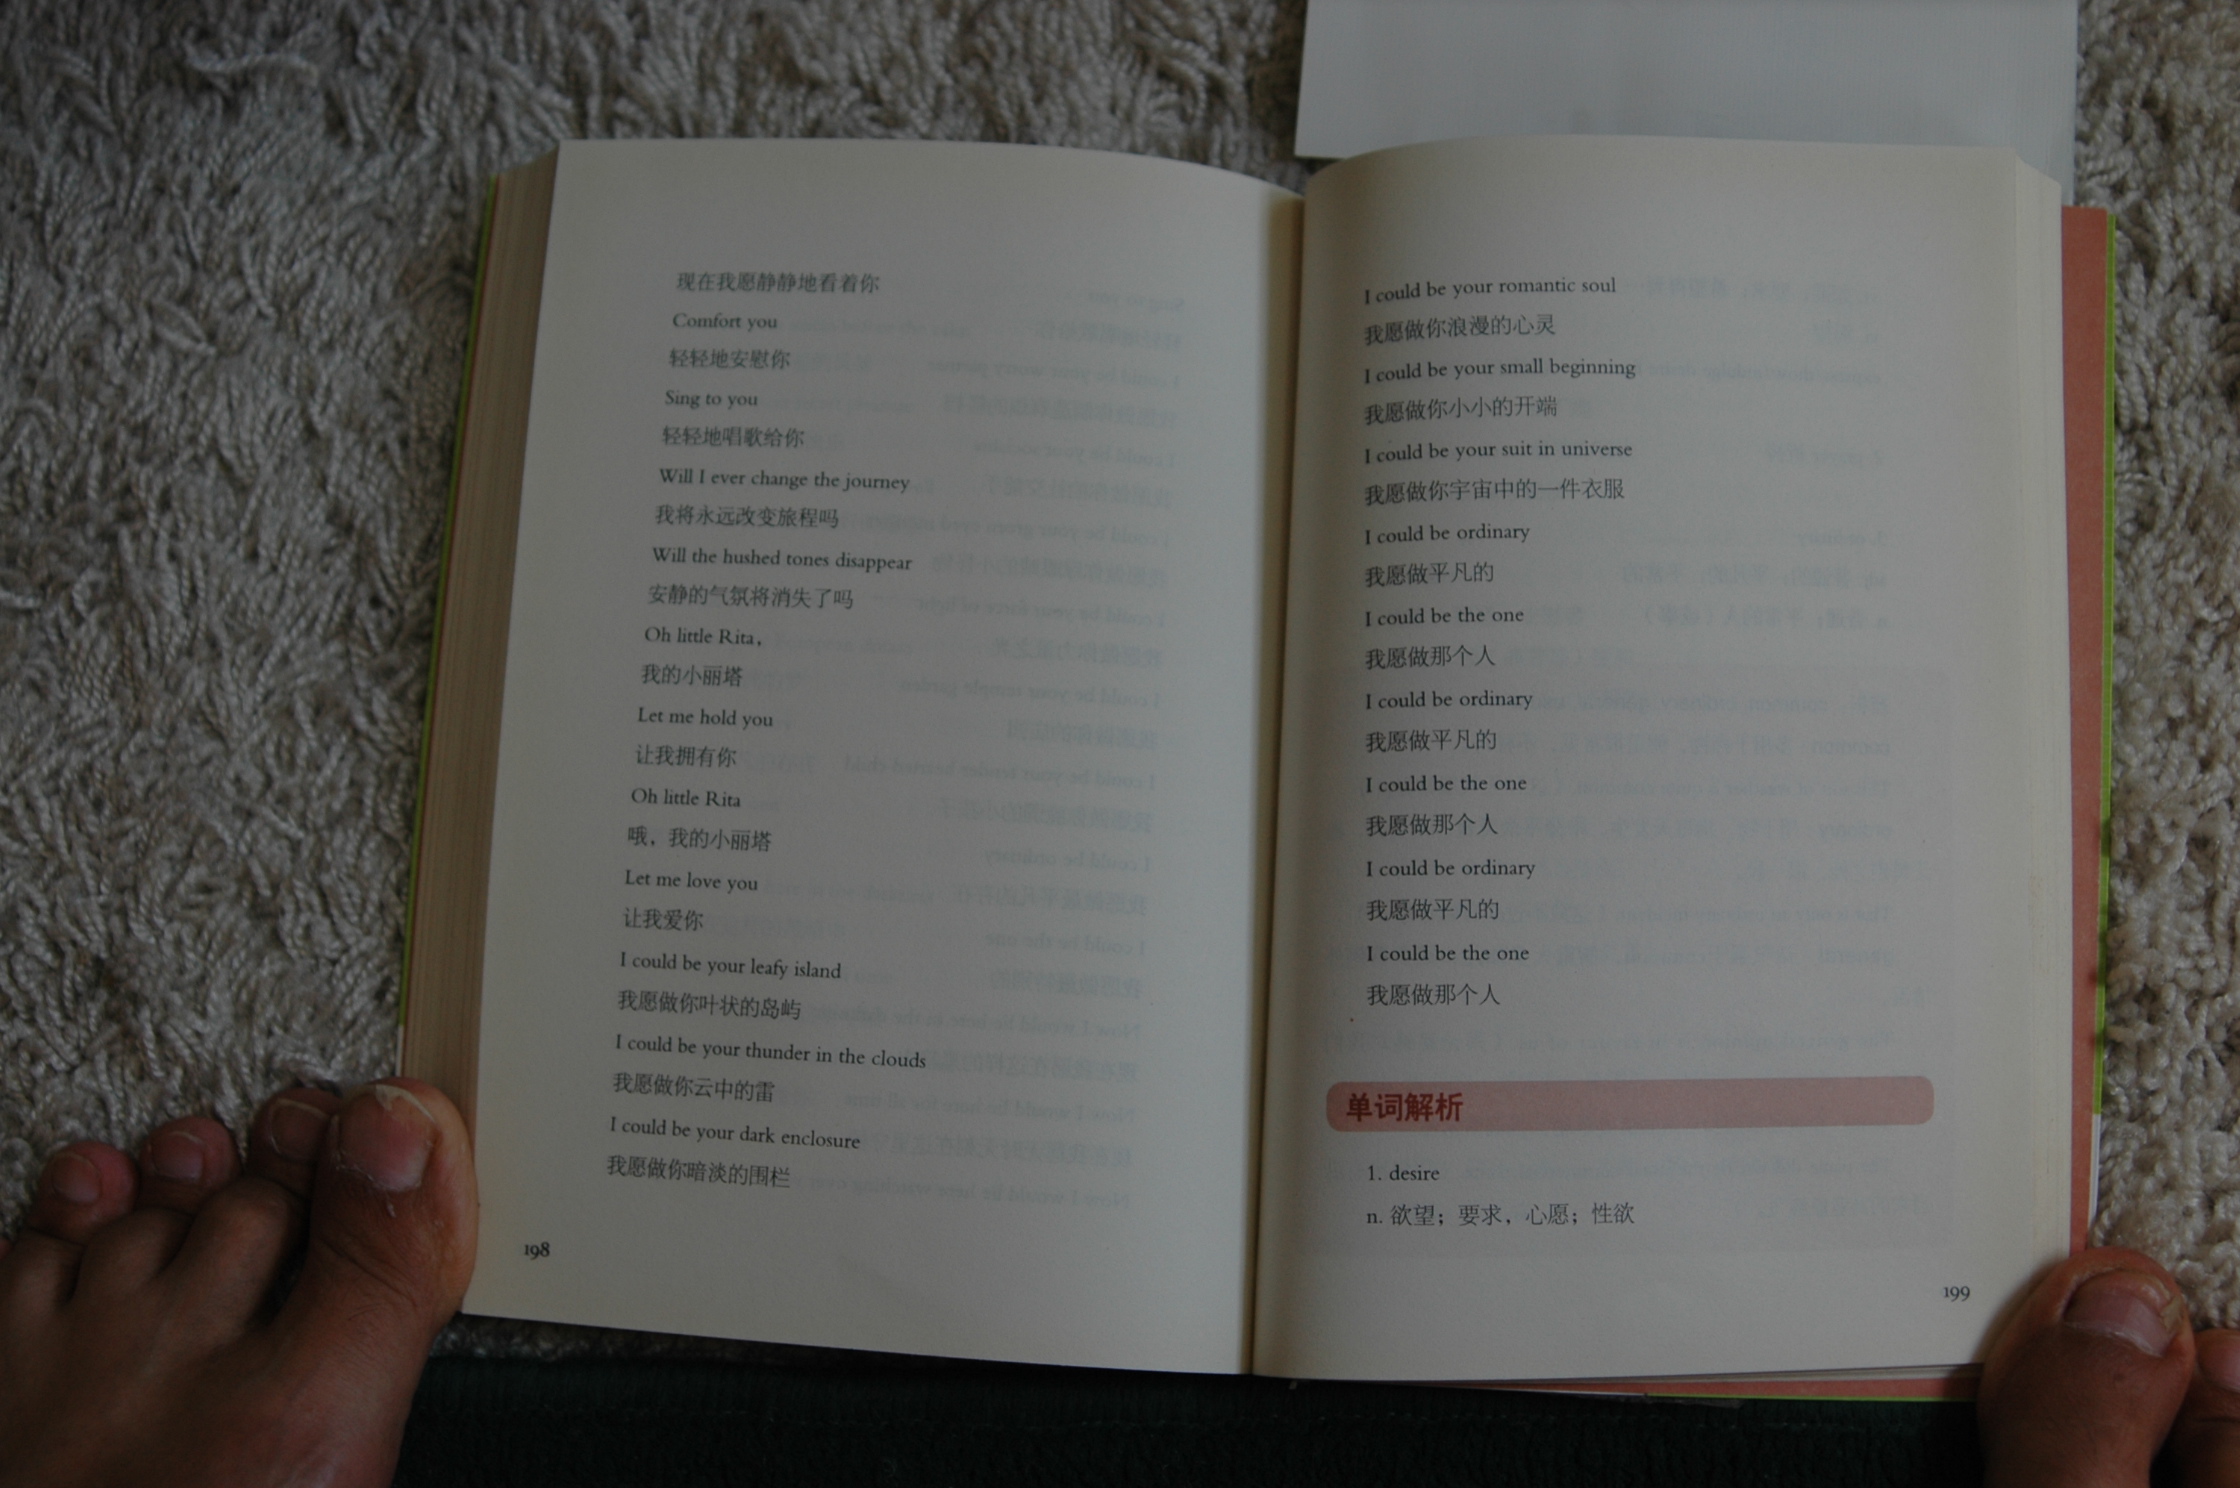 现在我愿静静地看着你
Comfort you
轻轻地安慰你
Sing to you
轻轻地唱歌给你
Will I ever change the journey
我将永远改变旅程吗
Will the hushed tones disappear
安静的气氛将消失了吗
Oh little Rita,
我的小丽塔
Let me hold you
让我拥有你
Oh little Rita
哦，我的小丽塔
Let me love you
让我爱你
I could be your leafy island
我愿做你叶状的岛屿
I could be your thunder in the clouds
我愿做你云中的雷
I could be your dark enclosure
我愿做你暗淡的围栏
198
I could be your romantic soul
我愿做你浪漫的心灵
I could be your small beginning
我愿做你小小的开端
I could be your suit in universe
我愿做你宇宙中的一件衣服
I could be ordinary
我愿做平凡的
I could be the one
我愿做那个人
I could be ordinary
我愿做平凡的
I could be the one
我愿做那个人
I could be ordinary
我愿做平凡的
I could be the one
我愿做那个人
单词解析
1. desire
n. 欲望；要求，心愿；性欲
199